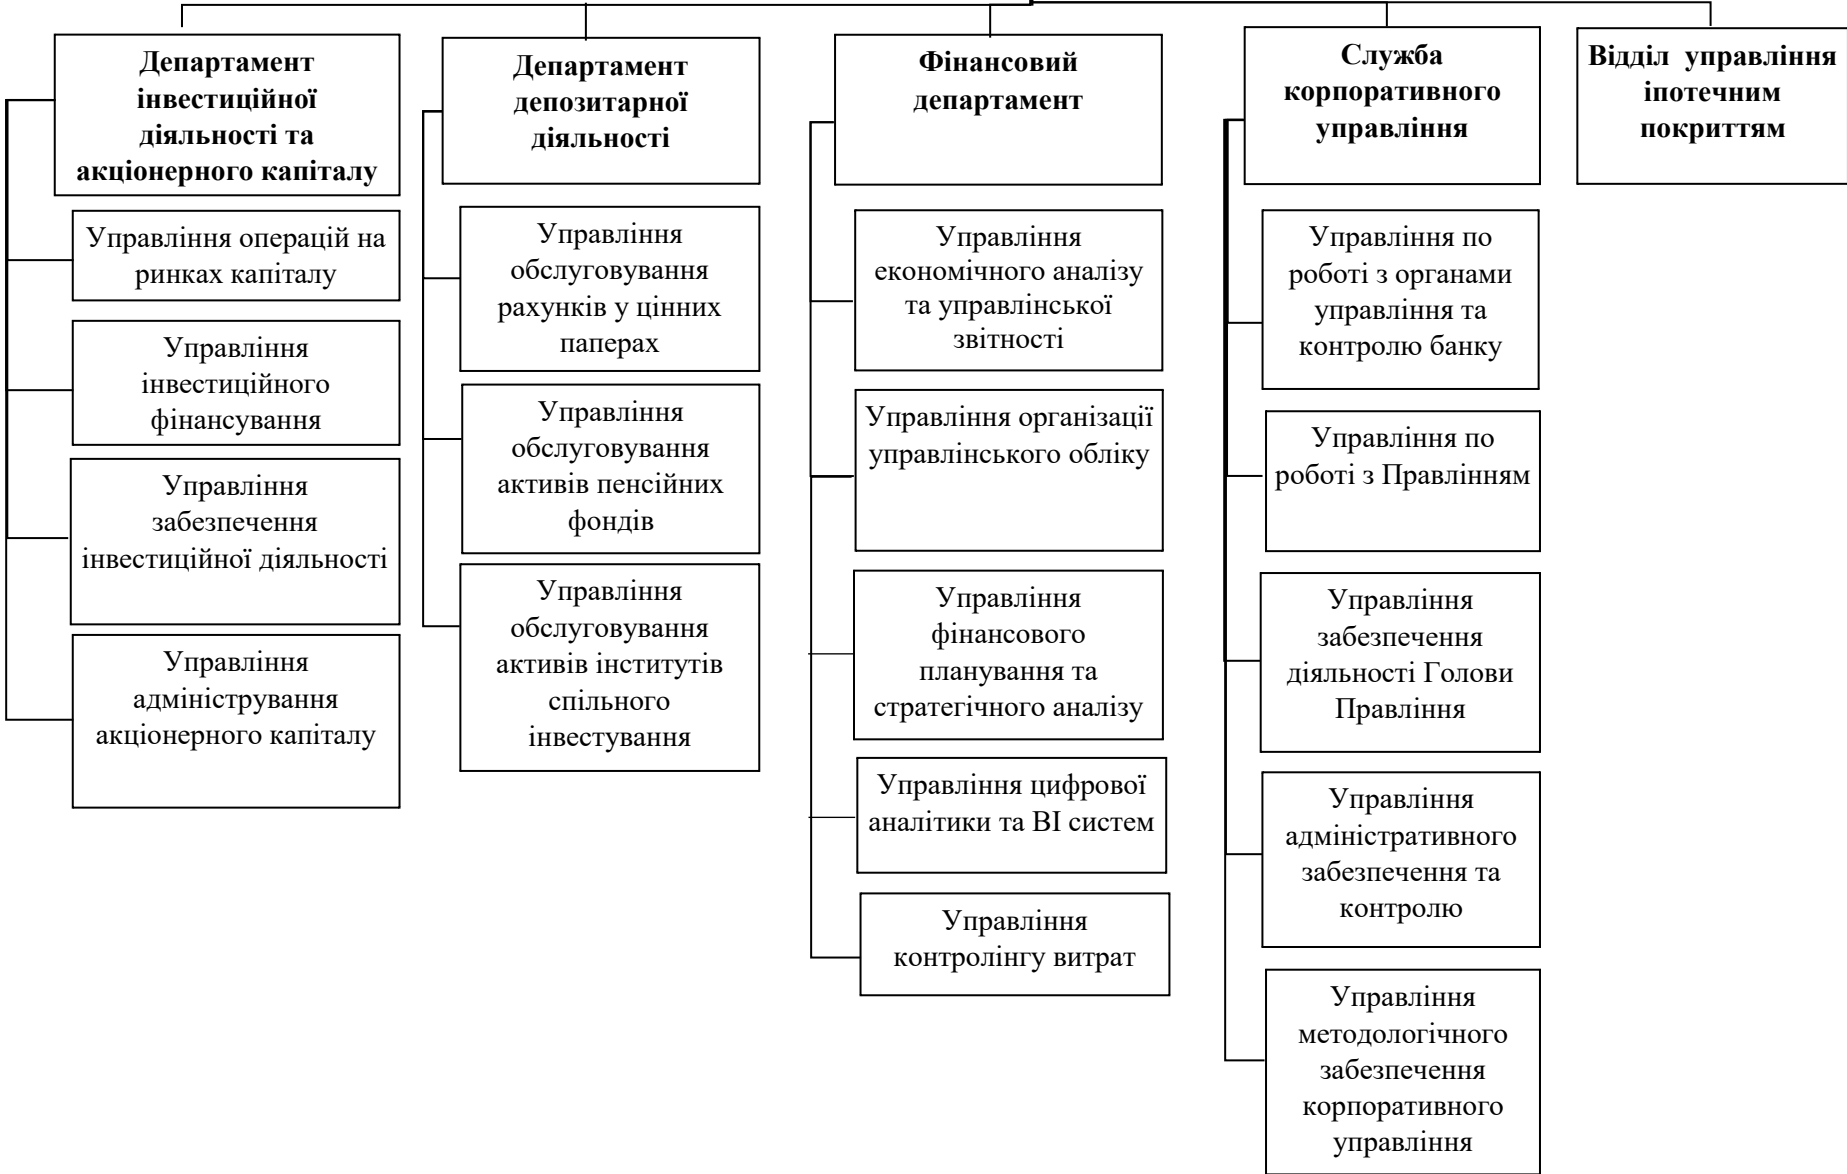 Департамент
інвестиційної
діяльності та
акціонерного капіталу
Управління операцій на
ринках капіталу
Управління
інвестиційного
фінансування
Управління
забезпечення
інвестиційної діяльності
Управління
адміністрування
акціонерного капіталу
Департамент
депозитарної
діяльності
Управління
обслуговування
рахунків у цінних
паперах
Управління
обслуговування
активів пенсійних
фондів
Управління
обслуговування
активів інститутів
спільного
інвестування
Фінансовий
департамент
Управління
економічного аналізу
та управлінської
звітності
Управління організації
управлінського обліку
Управління
фінансового
планування та
стратегічного аналізу
Управління цифрової
аналітики та BI систем
Управління
контролінгу витрат
Служба
корпоративного
управління
Управління по
роботі з органами
управління та
контролю банку
Управління по
роботі з Правлінням
Управління
забезпечення
діяльності Голови
Правління
Управління
адміністративного
забезпечення та
контролю
Управління
методологічного
забезпечення
корпоративного
управління
Відділ управління
іпотечним
покриттям